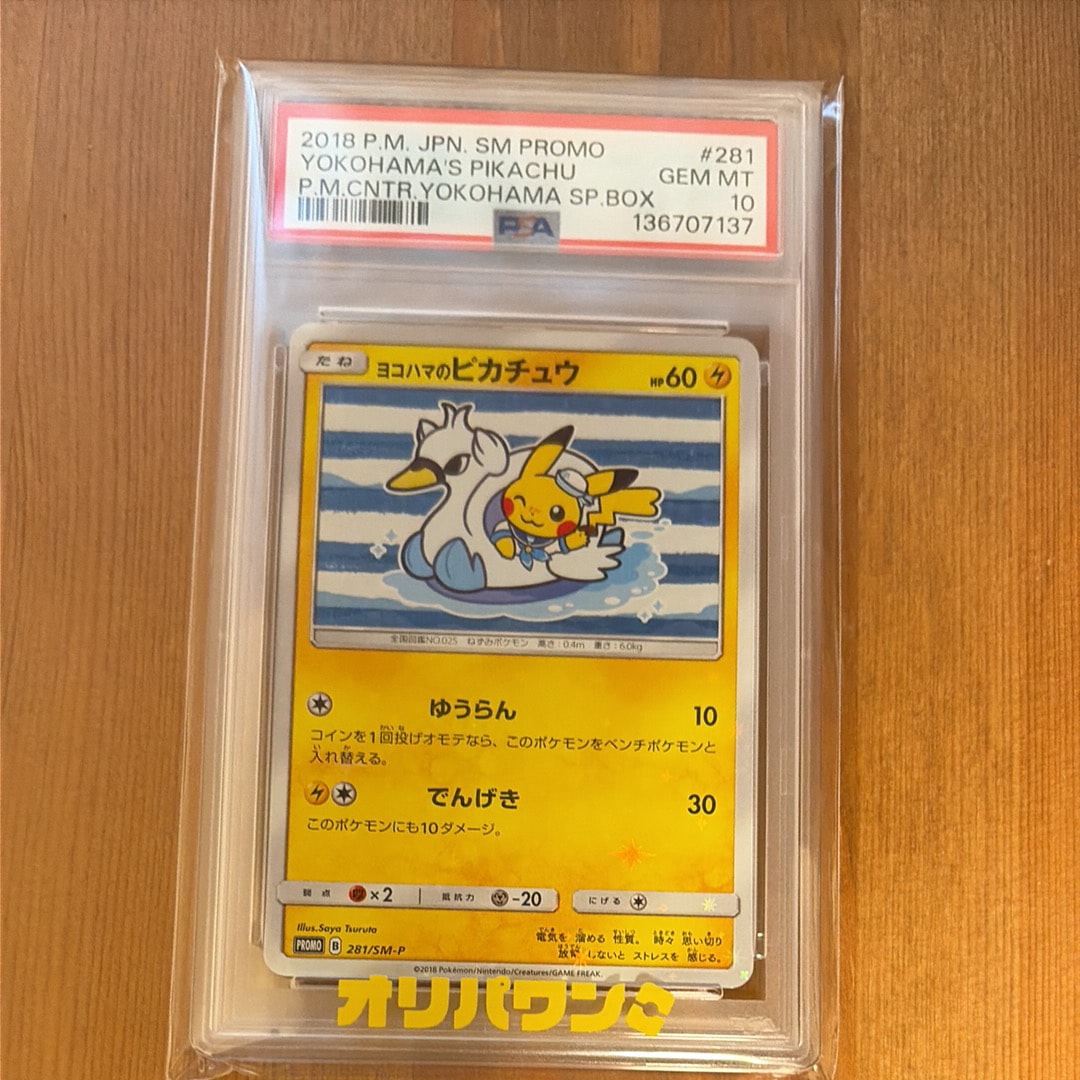 2018 P.M. JPN. SM PROMO #281
YOKOHAMA'S PIKACHU GEM MT
P.M.CNTR.YOKOHAMA SP.BOX 10
PSA 136707137
たね ヨコハマのピカチュウ HP60
全国図鑑NO.025 ねずみポケモン 高さ:0.4m 重さ:6.0kg
ゆうらん 10
コインを1回投げオモテなら、このポケモンをベンチポケモンと
入れ替える。
でんげき 30
このポケモンにも10ダメージ。
弱点 ×2 抵抗力 -20 にげる
Illus.Saya Tsuruta
PROMO B 281/SM-P
電気を 溜める 性質。 時々 思い切り
放電 しないと ストレスを 感じる。
©2018 Pokémon/Nintendo/Creatures/GAME FREAK.
オリパワン